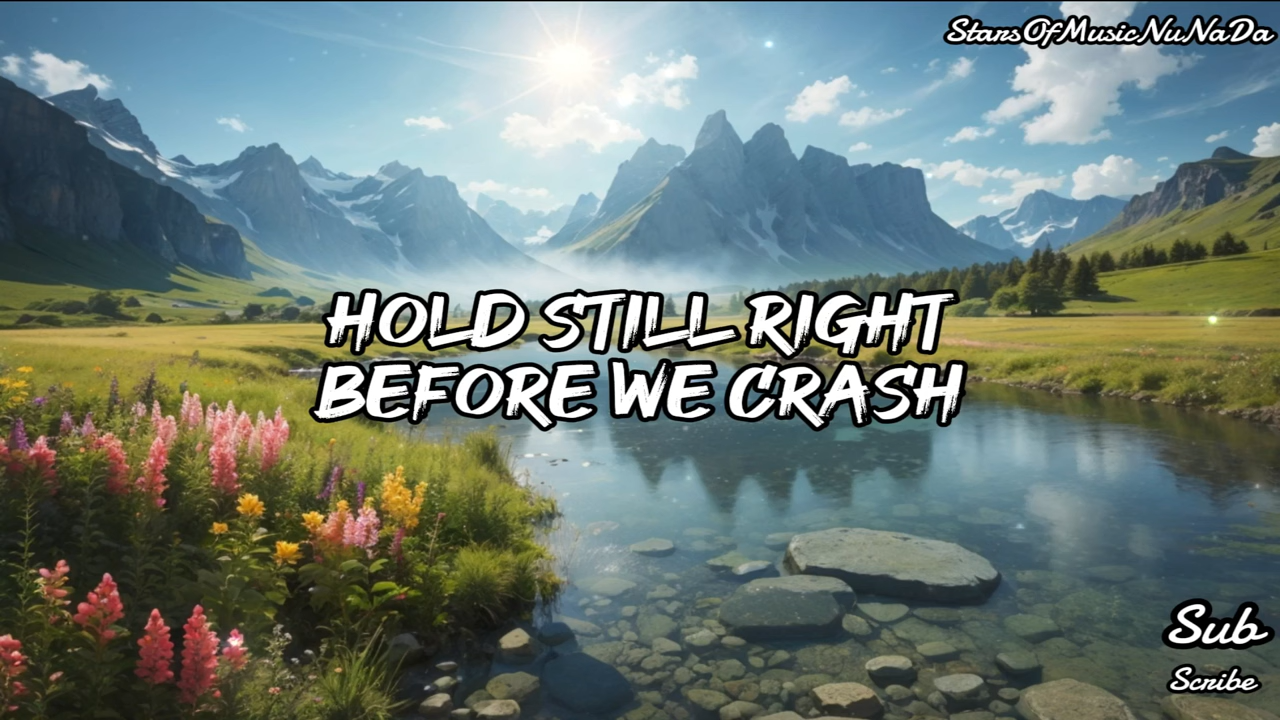 StarsOfMusicNuNaDa
HOLD STILL RIGHT
BEFORE WE CRASH
Sub
Scribe